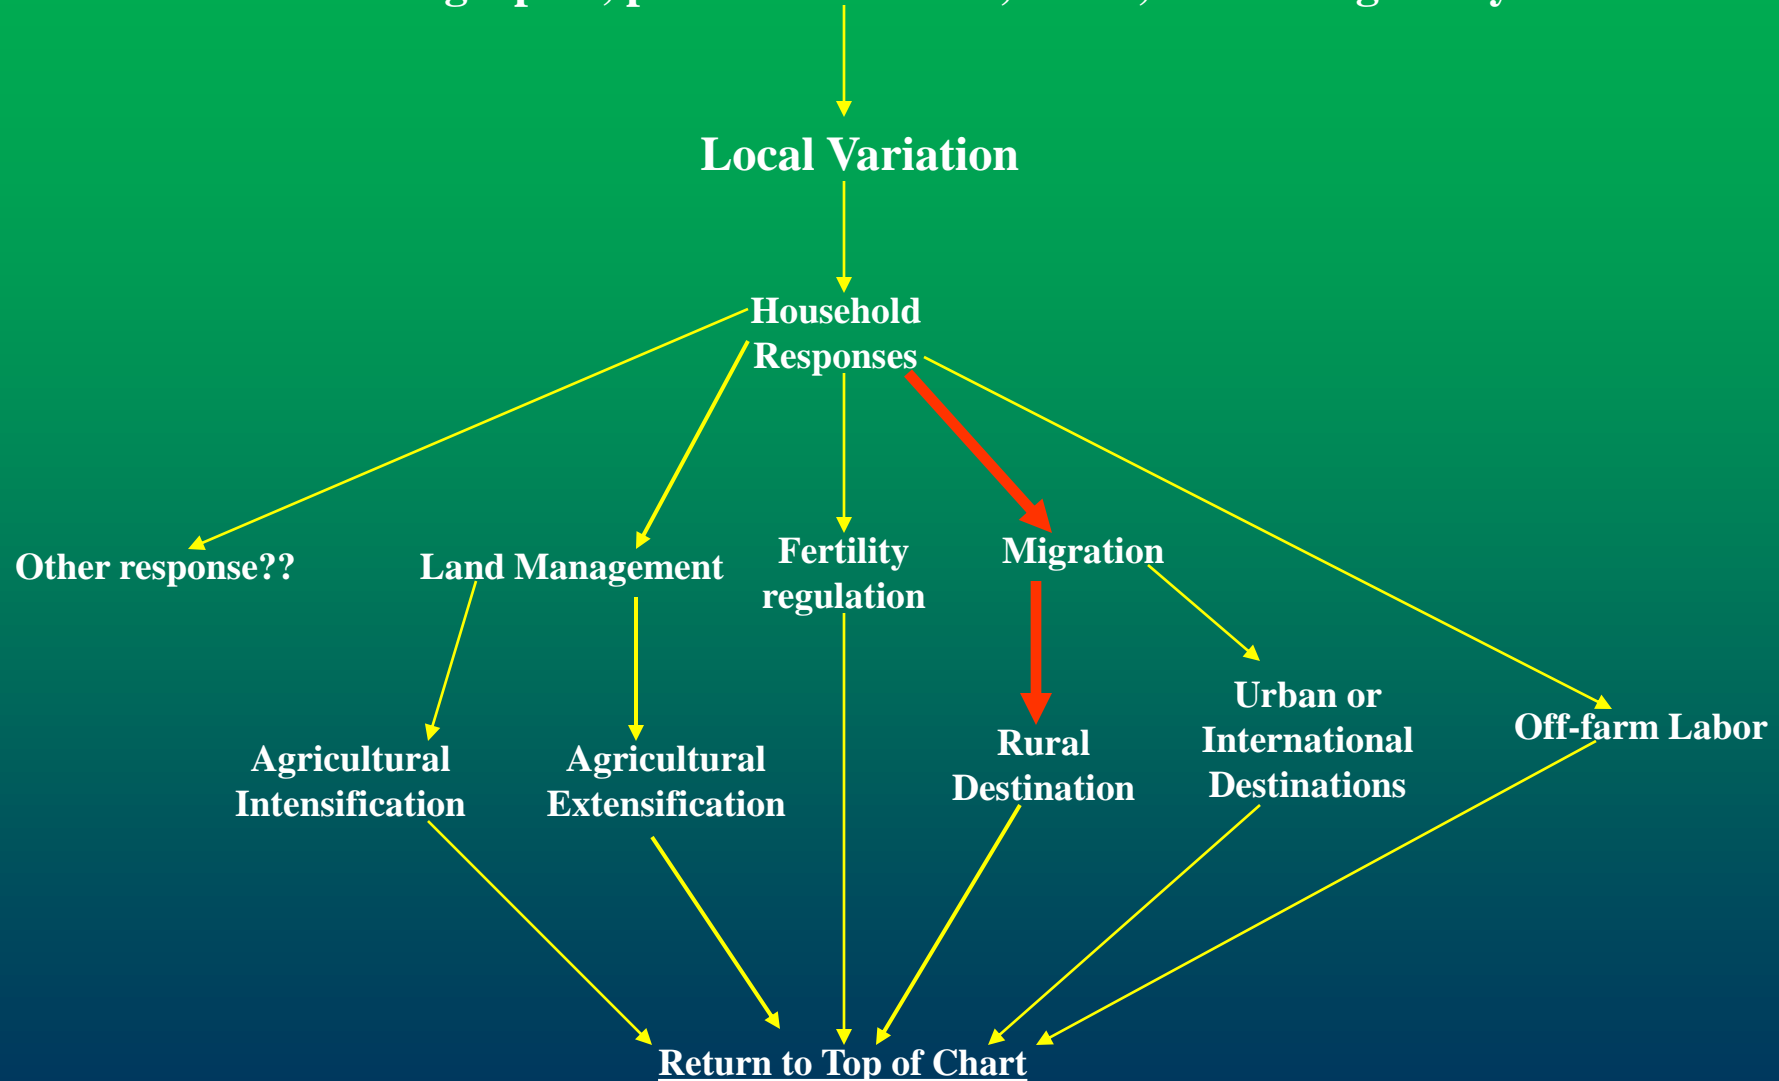 Local Variation
Household
Responses
Other response??
Land Management
Fertility
regulation
Migration
Agricultural
Intensification
Agricultural
Extensification
Rural
Destination
Urban or
International
Destinations
Off-farm Labor
Return to Top of Chart